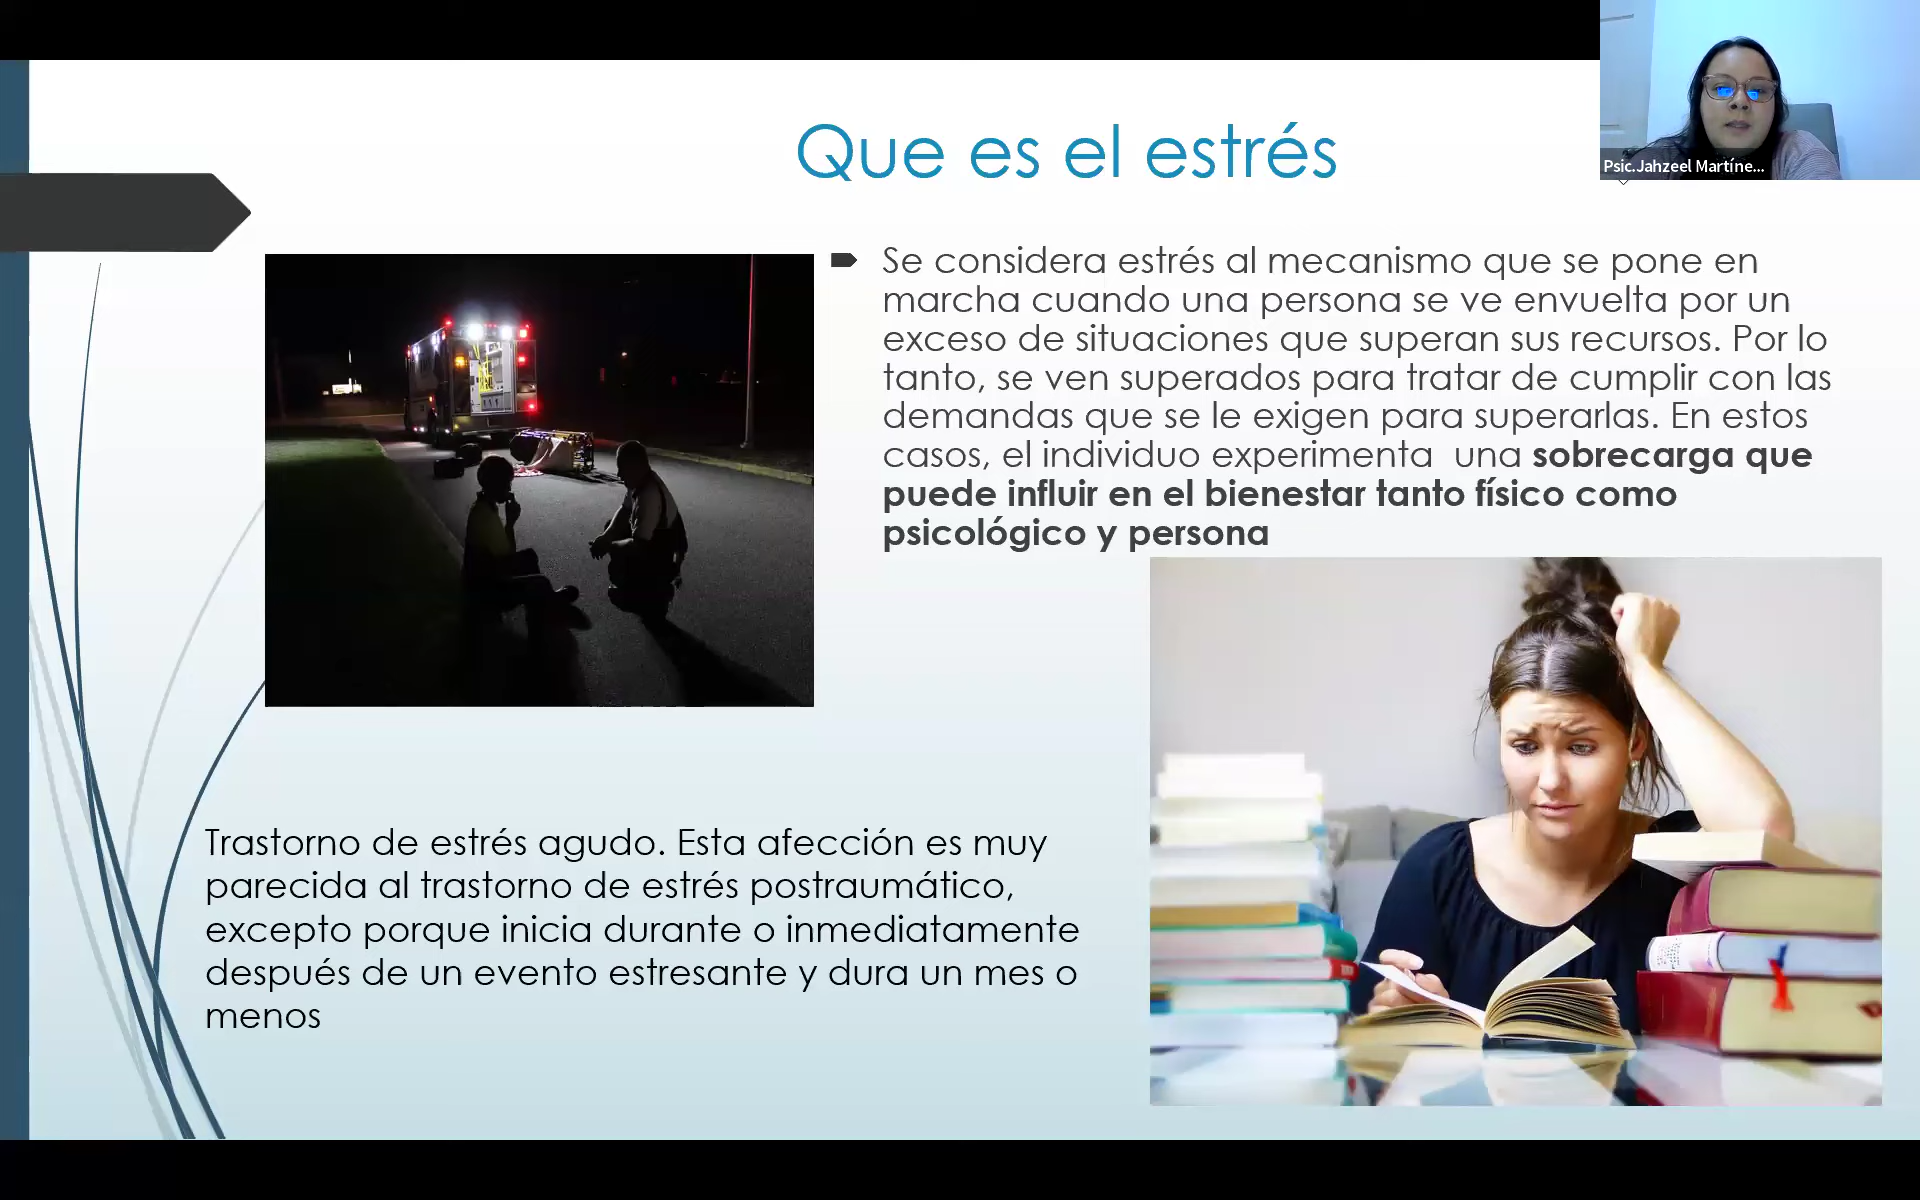 Que es el estrés
Psic.Jahzeel Martíne...
Se considera estrés al mecanismo que se pone en
marcha cuando una persona se ve envuelta por un
exceso de situaciones que superan sus recursos. Por lo
tanto, se ven superados para tratar de cumplir con las
demandas que se le exigen para superarlas. En estos
casos, el individuo experimenta  una sobrecarga que
puede influir en el bienestar tanto físico como
psicológico y persona
Trastorno de estrés agudo. Esta afección es muy
parecida al trastorno de estrés postraumático,
excepto porque inicia durante o inmediatamente
después de un evento estresante y dura un mes o
menos